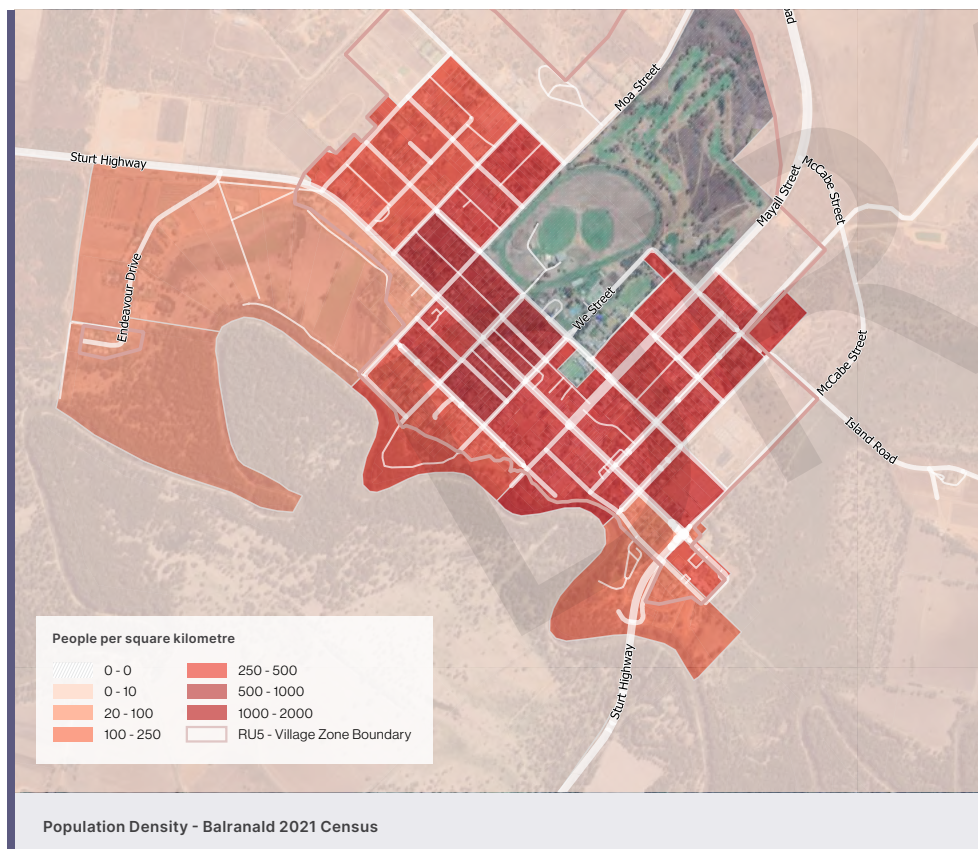 ad
Moa Street
Sturt Highway
McCabe Street
Mayall Street
Endeavour Drive
We Street
McCabe Street
Island Road
Sturt Highway
People per square kilometre
0 - 0
0 - 10
20 - 100
100 - 250
250 - 500
500 - 1000
1000 - 2000
RU5 - Village Zone Boundary
Population Density - Balranald 2021 Census